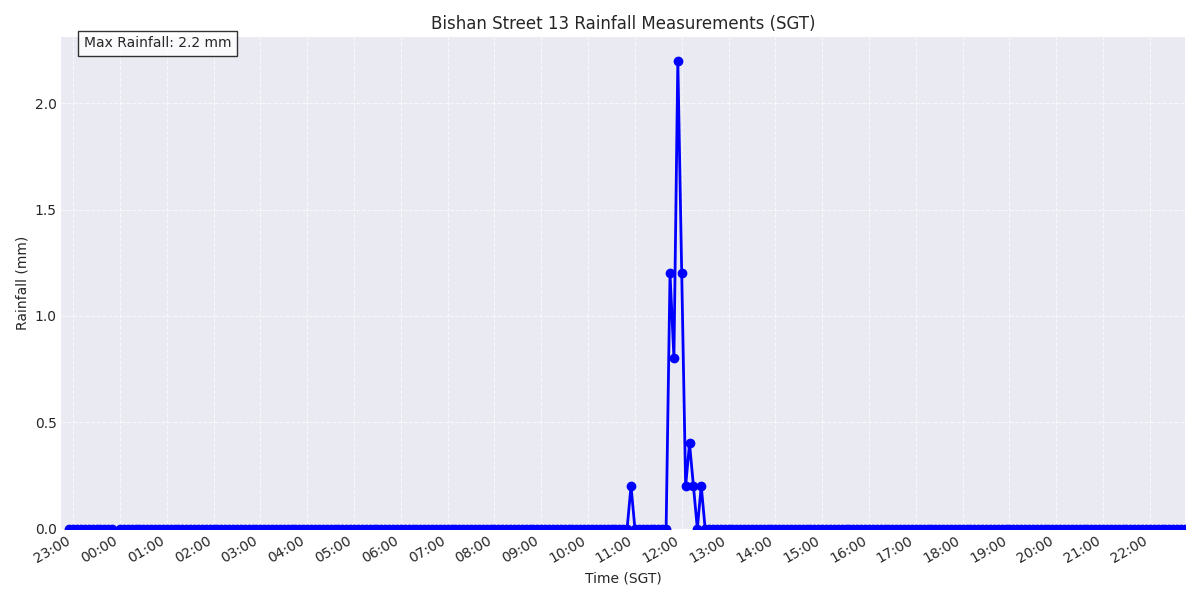 Bishan Street 13 Rainfall Measurements (SGT)
Max Rainfall: 2.2 mm
2.0
1.5
1.0
0.5
0.0
Rainfall (mm)
23:00 00:00 01:00 02:00 03:00 04:00 05:00 06:00 07:00 08:00 09:00 10:00 11:00 12:00 13:00 14:00 15:00 16:00 17:00 18:00 19:00 20:00 21:00 22:00
Time (SGT)